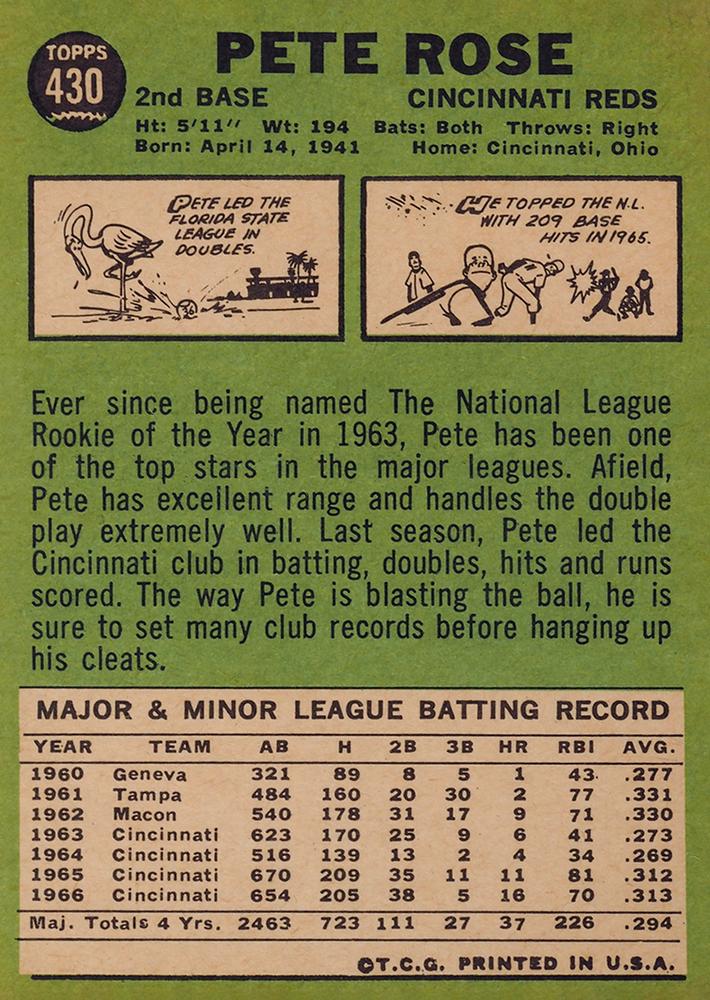 TOPPS
430
PETE ROSE
2nd BASE CINCINNATI REDS
Ht: 5'11" Wt: 194 Bats: Both Throws: Right
Born: April 14, 1941 Home: Cincinnati, Ohio
PETE LED THE
FLORIDA STATE
LEAGUE IN
DOUBLES.
HE TOPPED THE N.L.
WITH 209 BASE
HITS IN 1965.
Ever since being named The National League
Rookie of the Year in 1963, Pete has been one
of the top stars in the major leagues. Afield,
Pete has excellent range and handles the double
play extremely well. Last season, Pete led the
Cincinnati club in batting, doubles, hits and runs
scored. The way Pete is blasting the ball, he is
sure to set many club records before hanging up
his cleats.
MAJOR & MINOR LEAGUE BATTING RECORD
YEAR TEAM AB H 2B 3B HR RBI AVG.
1960 Geneva 321 89 8 5 1 43 .277
1961 Tampa 484 160 20 30 2 77 .331
1962 Macon 540 178 31 17 9 71 .330
1963 Cincinnati 623 170 25 9 6 41 .273
1964 Cincinnati 516 139 13 2 4 34 .269
1965 Cincinnati 670 209 35 11 11 81 .312
1966 Cincinnati 654 205 38 5 16 70 .313
Maj. Totals 4 Yrs. 2463 723 111 27 37 226 .294
©T.C.G. PRINTED IN U.S.A.